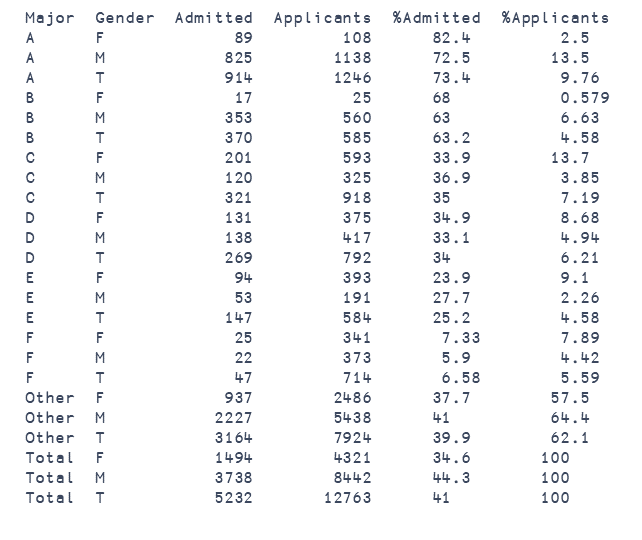 Major Gender Admitted Applicants %Admitted %Applicants
A F 89 108 82.4 2.5
A M 825 1138 72.5 13.5
A T 914 1246 73.4 9.76
B F 17 25 68 0.579
B M 353 560 63 6.63
B T 370 585 63.2 4.58
C F 201 593 33.9 13.7
C M 120 325 36.9 3.85
C T 321 918 35 7.19
D F 131 375 34.9 8.68
D M 138 417 33.1 4.94
D T 269 792 34 6.21
E F 94 393 23.9 9.1
E M 53 191 27.7 2.26
E T 147 584 25.2 4.58
F F 25 341 7.33 7.89
F M 22 373 5.9 4.42
F T 47 714 6.58 5.59
Other F 937 2486 37.7 57.5
Other M 2227 5438 41 64.4
Other T 3164 7924 39.9 62.1
Total F 1494 4321 34.6 100
Total M 3738 8442 44.3 100
Total T 5232 12763 41 100